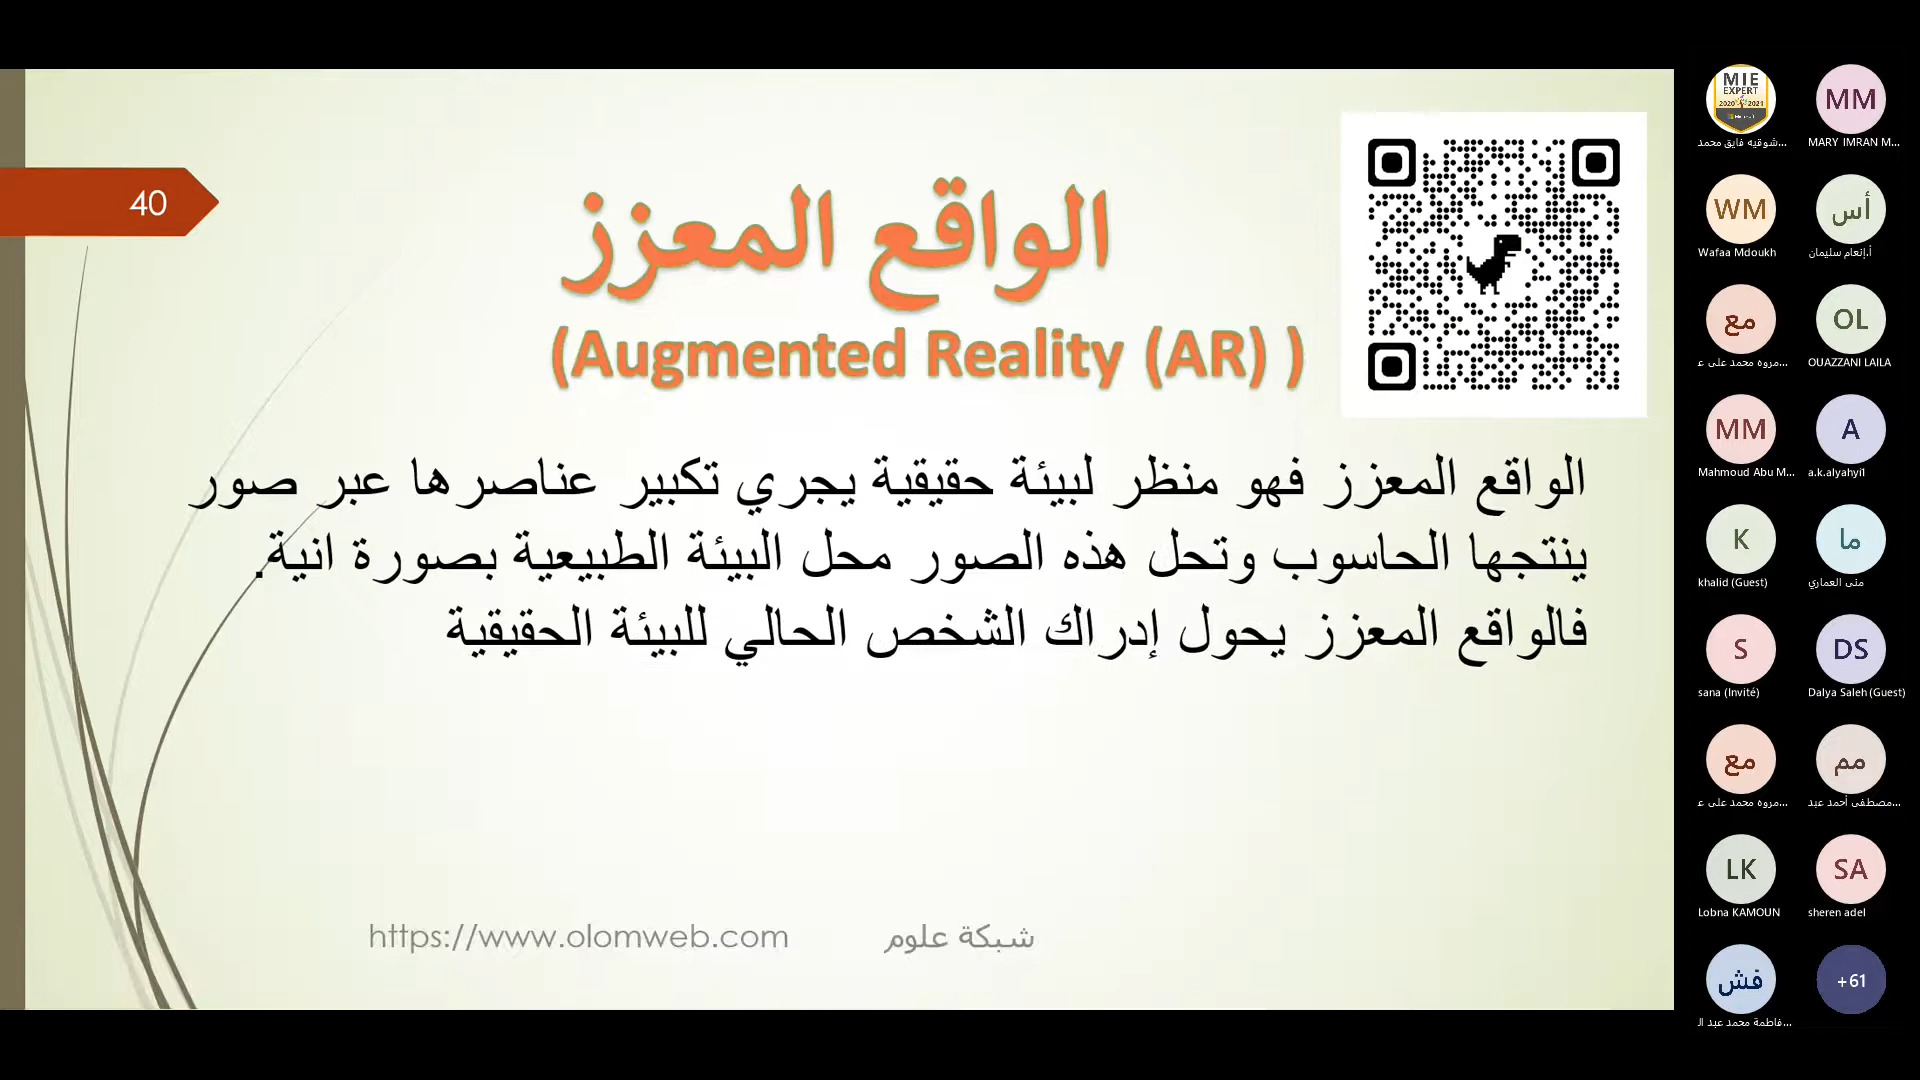 40
الواقع المعزز
(Augmented Reality (AR) )
الواقع المعزز فهو منظر لبيئة حقيقية يجري تكبير عناصرها عبر صور
ينتجها الحاسوب وتحل هذه الصور محل البيئة الطبيعية بصورة انية.
فالواقع المعزز يحول إدراك الشخص الحالي للبيئة الحقيقية
شبكة علوم https://www.olomweb.com
MIE
EXPERT
2020 2021
Microsoft
شوقيه فايق محمد...
MM
MARY IMRAN M...
WM
Wafaa Mdoukh
أس
أ.إنعام سليمان
مع
مروه محمد على ع...
OL
OUAZZANI LAILA
MM
Mahmoud Abu M...
A
a.k.alyahyi1
K
khalid (Guest)
ما
منى العماري
S
sana (Invité)
DS
Dalya Saleh (Guest)
مع
مروه محمد على ع...
مم
مصطفى أحمد عبد...
LK
Lobna KAMOUN
SA
sheren adel
فش
فاطمة محمد عبد ال...
+61